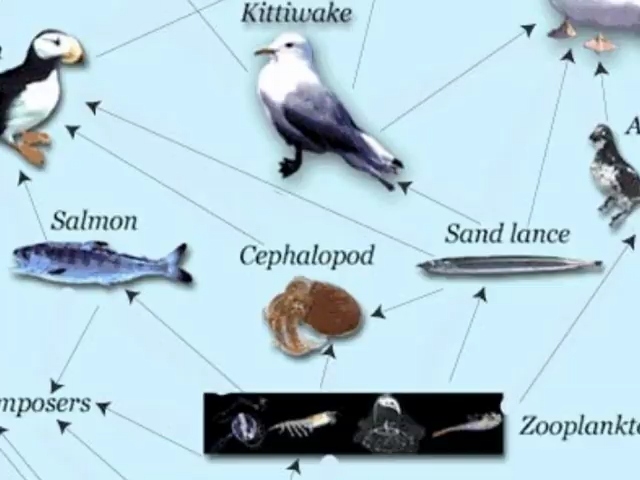 Kittiwake
n
A
Salmon
Sand lance
Cephalopod
mposers
Zooplankto